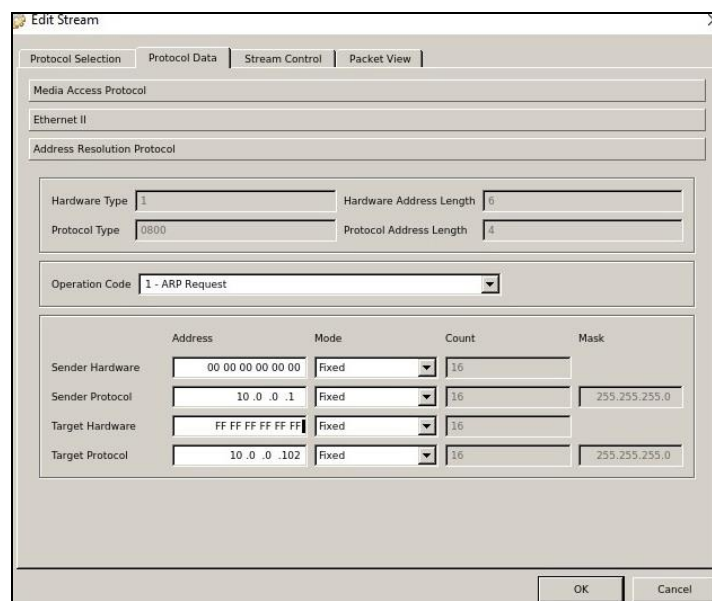 Edit Stream
Protocol Selection Protocol Data Stream Control Packet View
Media Access Protocol
Ethernet II
Address Resolution Protocol
Hardware Type 1 Hardware Address Length 6
Protocol Type 0800 Protocol Address Length 4
Operation Code 1 - ARP Request
Address Mode Count Mask
Sender Hardware 00 00 00 00 00 00 Fixed 16
Sender Protocol 10 .0 .0 .1 Fixed 16 255.255.255.0
Target Hardware FF FF FF FF FF FF Fixed 16
Target Protocol 10 .0 .0 .102 Fixed 16 255.255.255.0
OK Cancel